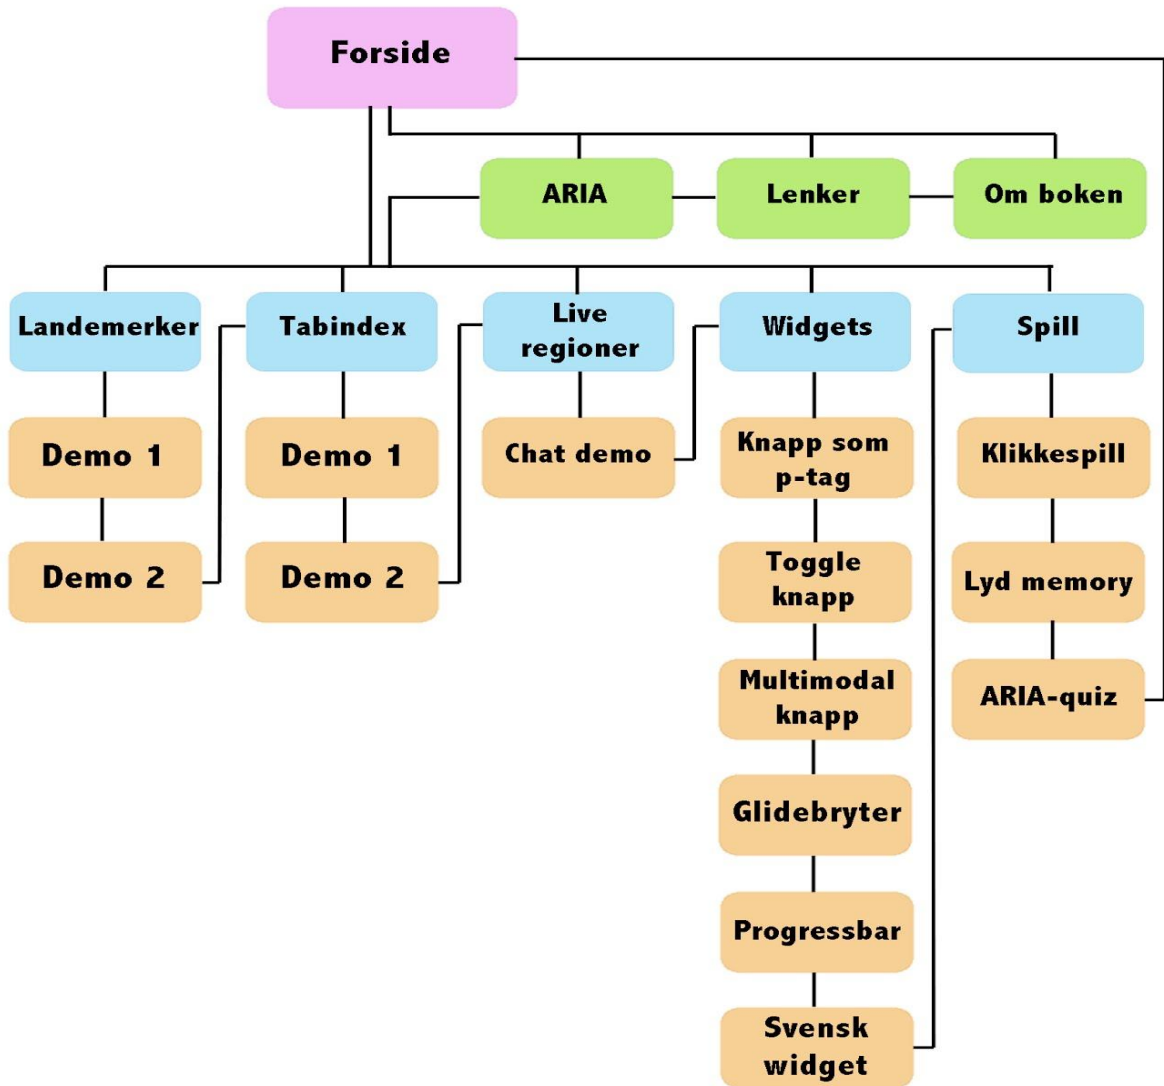 Forside
ARIA
Lenker
Om boken
Landemerker
Tabindex
Live
regioner
Widgets
Spill
Demo 1
Demo 1
Chat demo
Knapp som
p-tag
Klikkespill
Demo 2
Demo 2
Toggle
knapp
Lyd memory
Multimodal
knapp
ARIA-quiz
Glidebryter
Progressbar
Svensk
widget